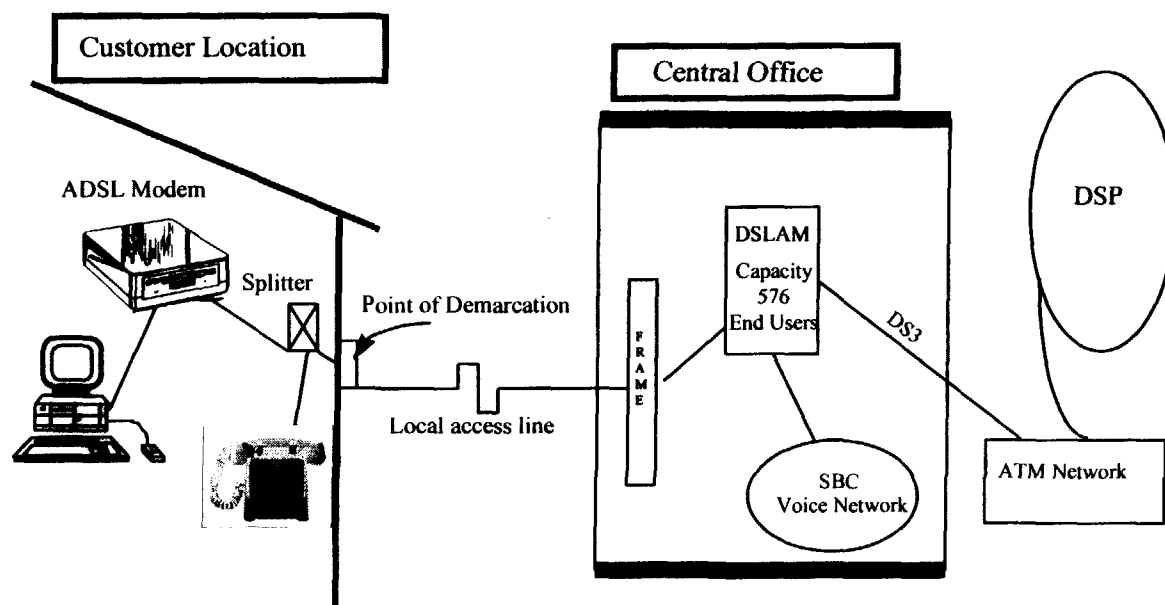 Customer Location
Central Office
ADSL Modem
Splitter
Point of Demarcation
Local access line
FRAME
DSLAM
Capacity
576
End Users
DS3
SBC
Voice Network
DSP
ATM Network